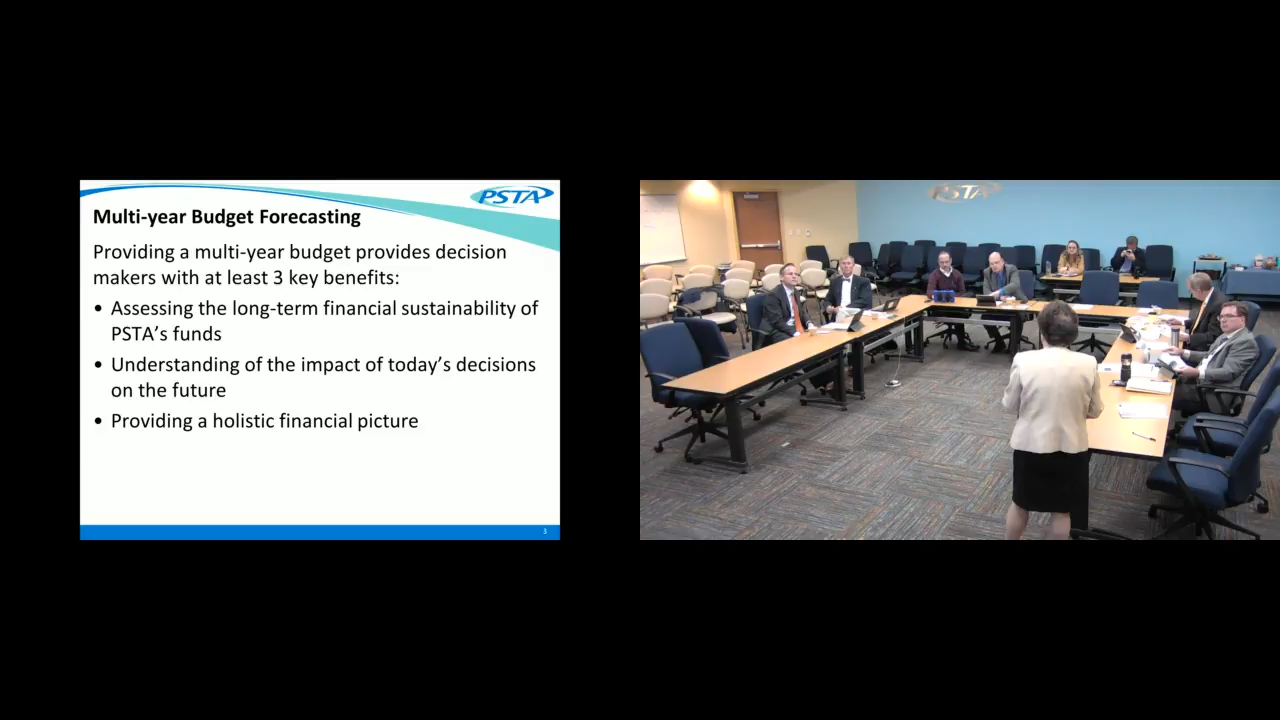 PSTA
Multi-year Budget Forecasting
Providing a multi-year budget provides decision
makers with at least 3 key benefits:
• Assessing the long-term financial sustainability of
PSTA’s funds
• Understanding of the impact of today’s decisions
on the future
• Providing a holistic financial picture
3
PSTA